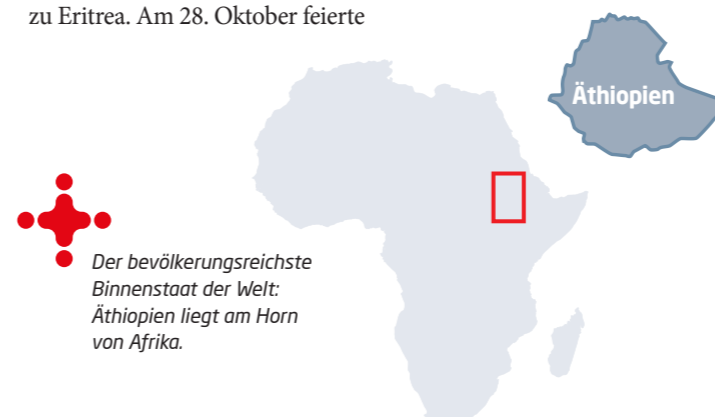 zu Eritrea. Am 28. Oktober feierte
Äthiopien
Der bevölkerungsreichste
Binnenstaat der Welt:
Äthiopien liegt am Horn
von Afrika.